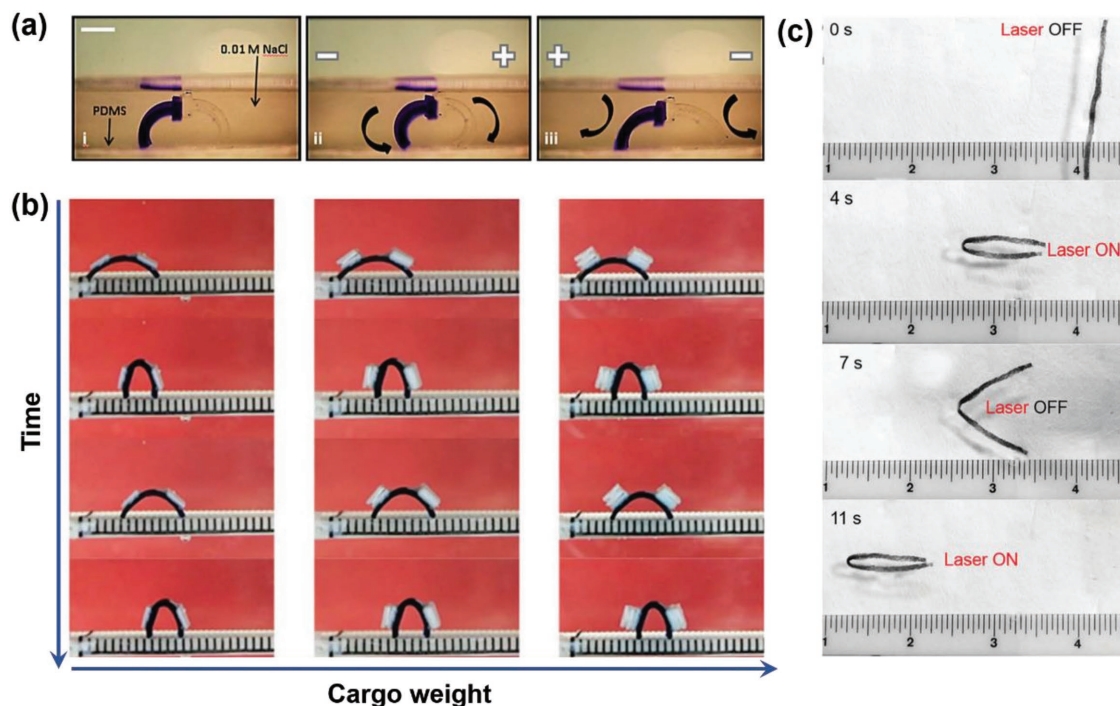 (a)
0.01 M NaCl
PDMS
i
− +
ii
+ −
iii
(b)
Time
Cargo weight
(c)
0 s
Laser OFF
1 2 3 4
4 s
Laser ON
1 2 3 4
7 s
Laser OFF
1 2 3 4
11 s
Laser ON
1 2 3 4